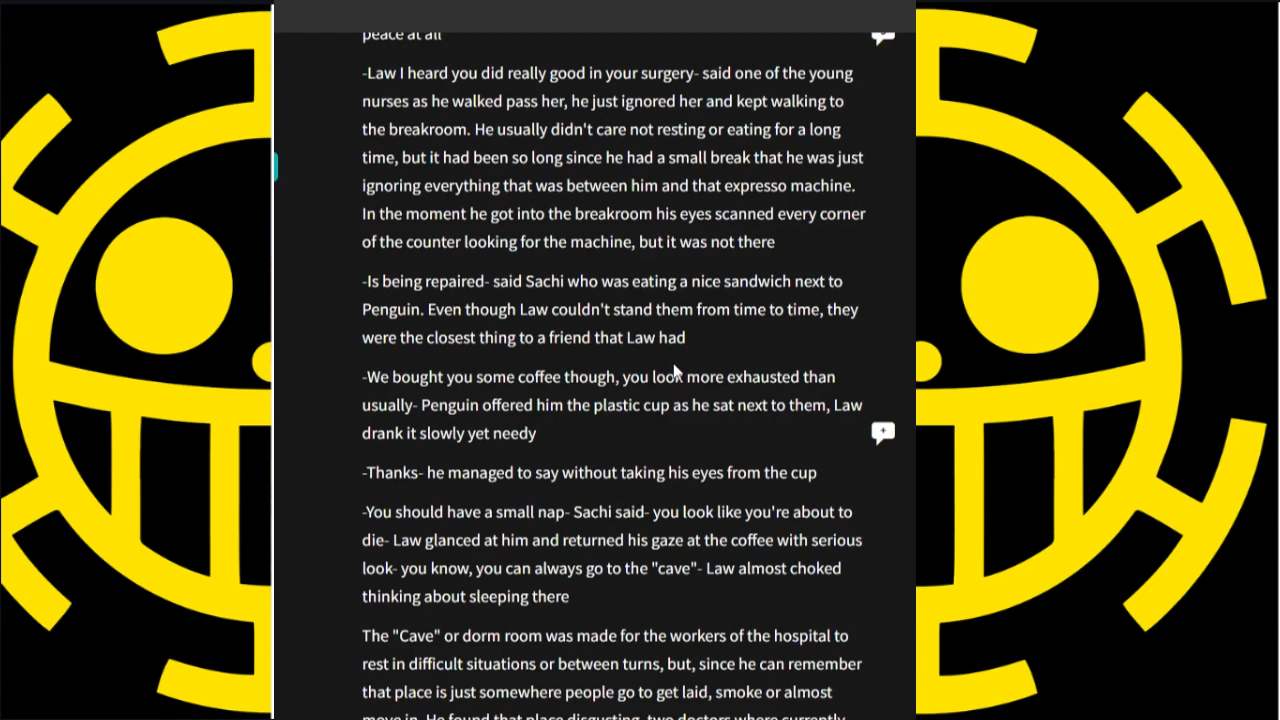 peace at all
-Law I heard you did really good in your surgery- said one of the young
nurses as he walked pass her, he just ignored her and kept walking to
the breakroom. He usually didn't care not resting or eating for a long
time, but it had been so long since he had a small break that he was just
ignoring everything that was between him and that expresso machine.
In the moment he got into the breakroom his eyes scanned every corner
of the counter looking for the machine, but it was not there
-Is being repaired- said Sachi who was eating a nice sandwich next to
Penguin. Even though Law couldn't stand them from time to time, they
were the closest thing to a friend that Law had
-We bought you some coffee though, you look more exhausted than
usually- Penguin offered him the plastic cup as he sat next to them, Law
drank it slowly yet needy
-Thanks- he managed to say without taking his eyes from the cup
-You should have a small nap- Sachi said- you look like you're about to
die- Law glanced at him and returned his gaze at the coffee with serious
look- you know, you can always go to the "cave"- Law almost choked
thinking about sleeping there
The "Cave" or dorm room was made for the workers of the hospital to
rest in difficult situations or between turns, but, since he can remember
that place is just somewhere people go to get laid, smoke or almost
move in. He found that place disgusting, two doctors where currently